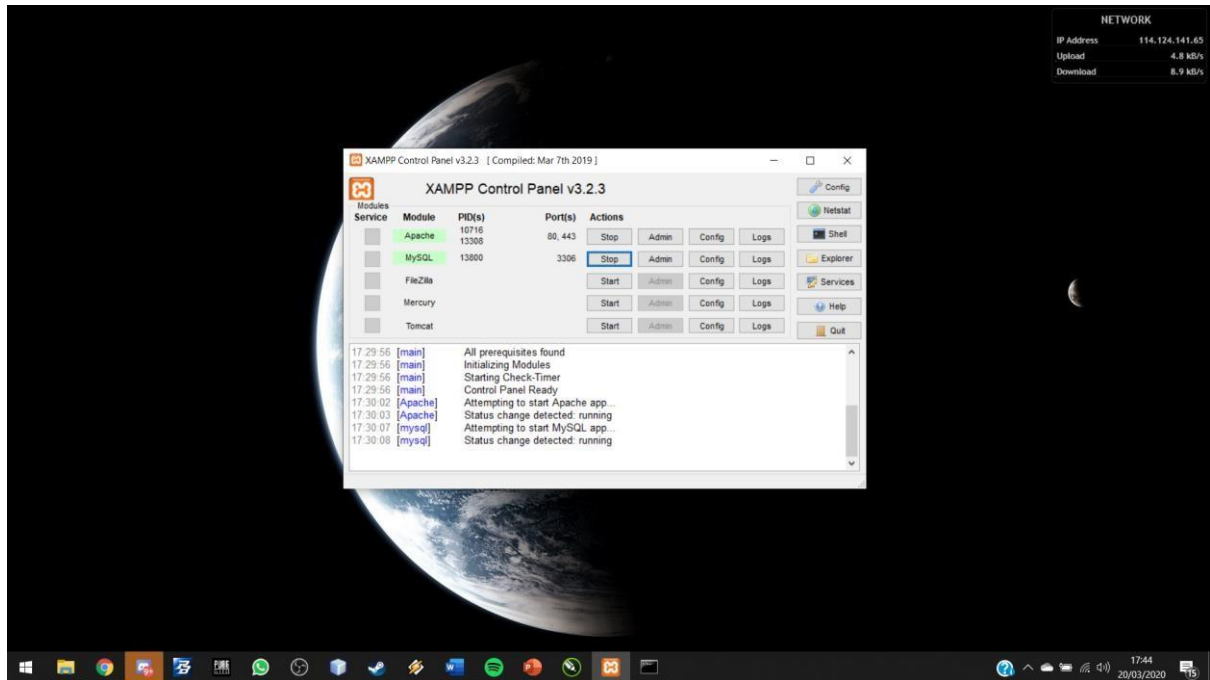 NETWORK
IP Address 114.124.141.65
Upload 4.8 kB/s
Download 8.9 kB/s
XAMPP Control Panel v3.2.3 [ Compiled: Mar 7th 2019 ]
XAMPP Control Panel v3.2.3
Config
Modules
Service Module PID(s) Port(s) Actions
Netstat
Apache 10716 13308 80, 443 Stop Admin Config Logs
Shell
MySQL 13800 3306 Stop Admin Config Logs
Explorer
FileZilla Start Admin Config Logs
Services
Mercury Start Admin Config Logs
Help
Tomcat Start Admin Config Logs
Quit
17:29:56 [main] All prerequisites found
17:29:56 [main] Initializing Modules
17:29:56 [main] Starting Check-Timer
17:29:56 [main] Control Panel Ready
17:30:02 [Apache] Attempting to start Apache app...
17:30:03 [Apache] Status change detected: running
17:30:07 [mysql] Attempting to start MySQL app...
17:30:08 [mysql] Status change detected: running
17:44
20/03/2020
15